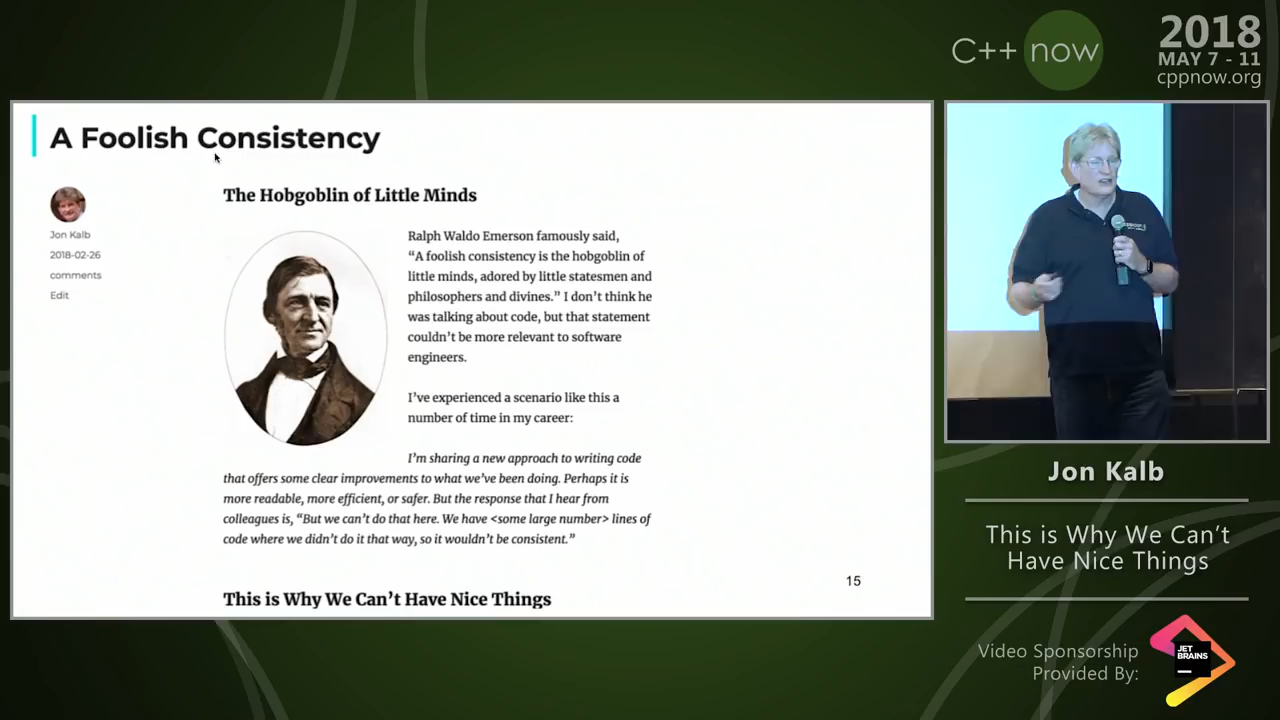 C++ now
2018
MAY 7 - 11
cppnow.org
A Foolish Consistency
Jon Kalb
2018-02-26
comments
Edit
The Hobgoblin of Little Minds
Ralph Waldo Emerson famously said,
“A foolish consistency is the hobgoblin of
little minds, adored by little statesmen and
philosophers and divines.” I don’t think he
was talking about code, but that statement
couldn’t be more relevant to software
engineers.
I’ve experienced a scenario like this a
number of time in my career:
I’m sharing a new approach to writing code
that offers some clear improvements to what we’ve been doing. Perhaps it is
more readable, more efficient, or safer. But the response that I hear from
colleagues is, “But we can’t do that here. We have <some large number> lines of
code where we didn’t do it that way, so it wouldn’t be consistent.”
15
This is Why We Can’t Have Nice Things
Jon Kalb
This is Why We Can’t
Have Nice Things
Video Sponsorship
Provided By:
JET
BRAINS